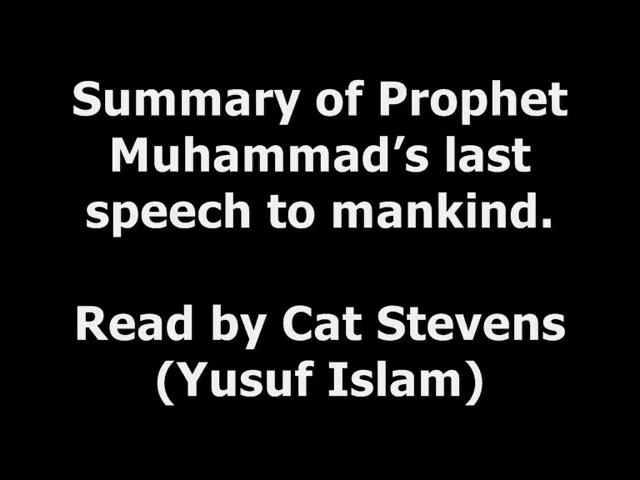 Summary of Prophet
Muhammad’s last
speech to mankind.
Read by Cat Stevens
(Yusuf Islam)